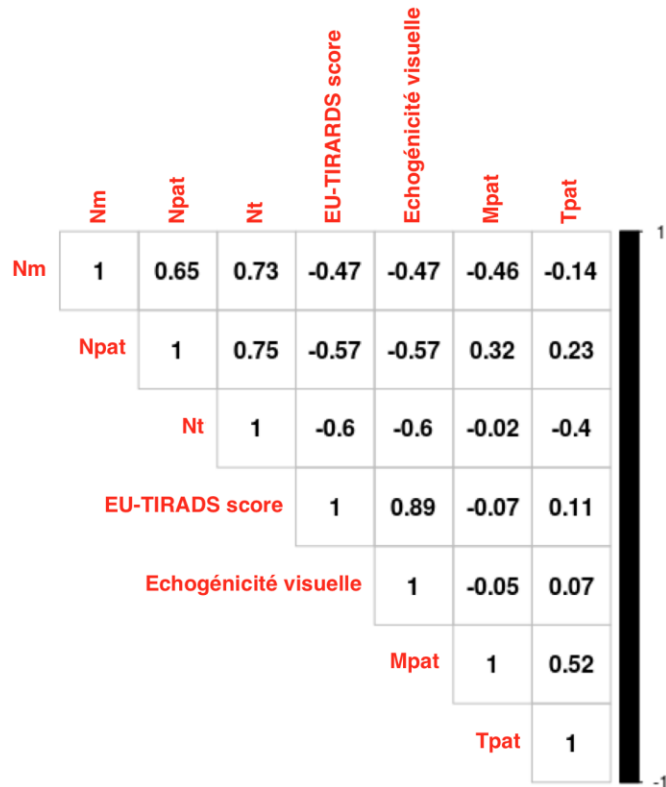 Nm Npat Nt EU-TIRARDS score Echogénicité visuelle Mpat Tpat
1
Nm 1 0.65 0.73 -0.47 -0.47 -0.46 -0.14
Npat 1 0.75 -0.57 -0.57 0.32 0.23
Nt 1 -0.6 -0.6 -0.02 -0.4
EU-TIRADS score 1 0.89 -0.07 0.11
Echogénicité visuelle 1 -0.05 0.07
Mpat 1 0.52
Tpat 1
-1